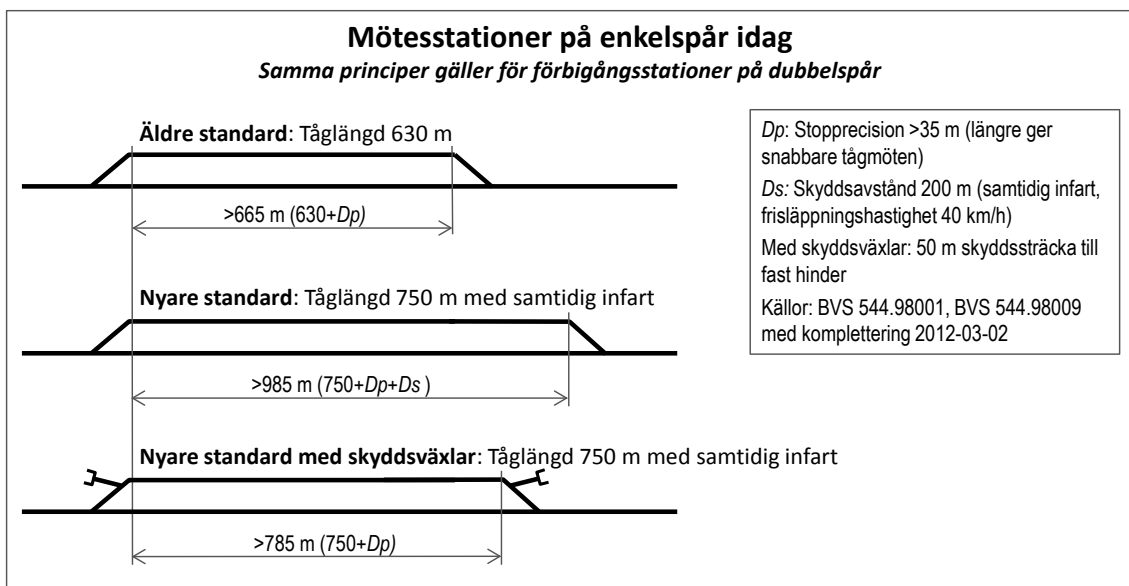 Mötesstationer på enkelspår idag
Samma principer gäller för förbigångsstationer på dubbelspår
Äldre standard: Tåglängd 630 m
>665 m (630+Dp)
Nyare standard: Tåglängd 750 m med samtidig infart
>985 m (750+Dp+Ds )
Nyare standard med skyddsväxlar: Tåglängd 750 m med samtidig infart
>785 m (750+Dp)
Dp: Stopprecision >35 m (längre ger
snabbare tågmöten)
Ds: Skyddsavstånd 200 m (samtidig infart,
frisläppningshastighet 40 km/h)
Med skyddsväxlar: 50 m skyddssträcka till
fast hinder
Källor: BVS 544.98001, BVS 544.98009
med komplettering 2012-03-02